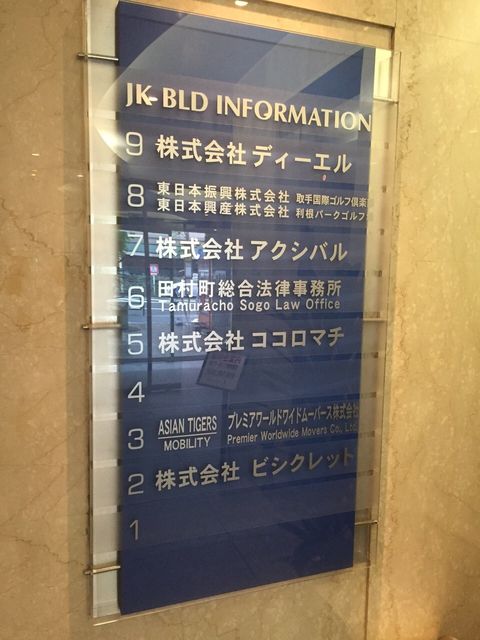 JK-BLD INFORMATION
9 株式会社 ディーエル
8 東日本振興株式会社 取手国際ゴルフ倶楽
東日本興産株式会社 利根パークゴルフ
7 株式会社 アクシバル
6 田村町総合法律事務所
Tamuracho Sogo Law Office
5 株式会社 ココロマチ
4
3 ASIAN TIGERS MOBILITY プレミアワールドワイドムーバース株式会社
Premier Worldwide Movers Co., Ltd.
2 株式会社 ビシクレット
1